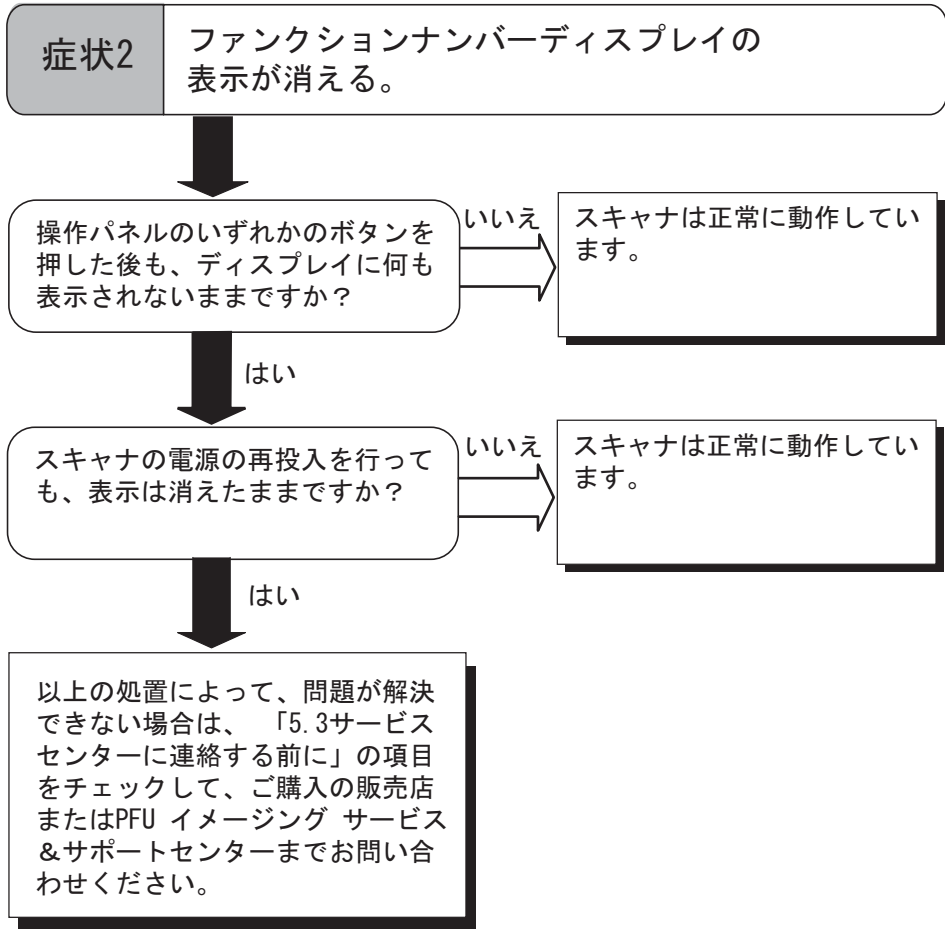 症状2
ファンクションナンバーディスプレイの
表示が消える。
操作パネルのいずれかのボタンを
押した後も、ディスプレイに何も
表示されないままですか？
いいえ
スキャナは正常に動作してい
ます。
はい
スキャナの電源の再投入を行って
も、表示は消えたままですか？
いいえ
スキャナは正常に動作してい
ます。
はい
以上の処置によって、問題が解決
できない場合は、 「5.3サービス
センターに連絡する前に」の項目
をチェックして、ご購入の販売店
またはPFU イメージング サービス
＆サポートセンターまでお問い合
わせください。